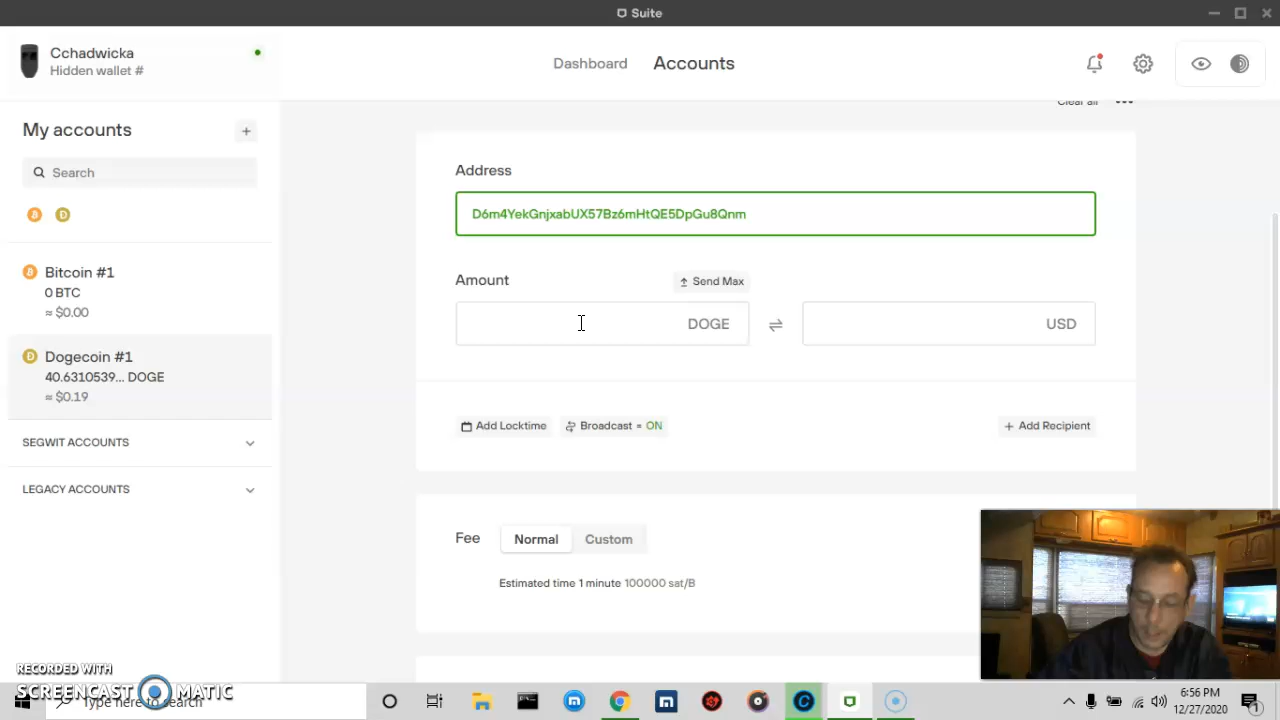 Suite
Cchadwicka
Hidden wallet #
Dashboard
Accounts
My accounts
+
Search
Clear all
Bitcoin #1
0 BTC
≈ $0.00
Dogecoin #1
40.6310539... DOGE
≈ $0.19
SEGWIT ACCOUNTS
LEGACY ACCOUNTS
Address
D6m4YekGnjxabUX57Bz6mHtQE5DpGu8Qnm
Amount
Send Max
DOGE
USD
Add Locktime
Broadcast = ON
+ Add Recipient
Fee
Normal
Custom
Estimated time 1 minute 100000 sat/B
RECORDED WITH
SCREENCAST MATIC
Type here to search
6:56 PM
12/27/2020
1